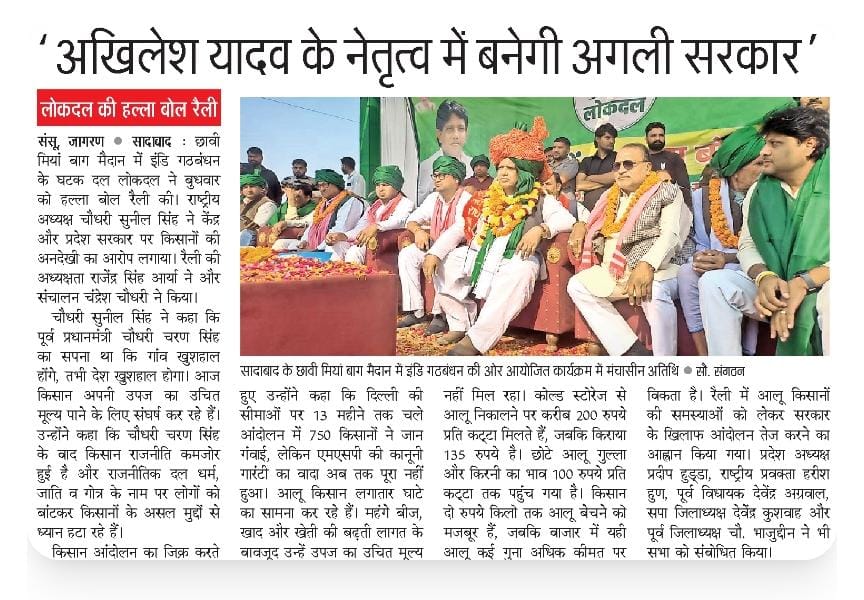 ‘अखिलेश यादव के नेतृत्व में बनेगी अगली सरकार’
लोकदल की हल्ला बोल रैली
संसू, जागरण ● सादाबाद : छावी
मियां बाग मैदान में इंडि गठबंधन
के घटक दल लोकदल ने बुधवार
को हल्ला बोल रैली की। राष्ट्रीय
अध्यक्ष चौधरी सुनील सिंह ने केंद्र
और प्रदेश सरकार पर किसानों की
अनदेखी का आरोप लगाया। रैली की
अध्यक्षता राजेंद्र सिंह आर्या ने और
संचालन चंद्रेश चौधरी ने किया।
चौधरी सुनील सिंह ने कहा कि
पूर्व प्रधानमंत्री चौधरी चरण सिंह
का सपना था कि गांव खुशहाल
होंगे, तभी देश खुशहाल होगा। आज
किसान अपनी उपज का उचित
मूल्य पाने के लिए संघर्ष कर रहे हैं।
उन्होंने कहा कि चौधरी चरण सिंह
के बाद किसान राजनीति कमजोर
हुई है और राजनीतिक दल धर्म,
जाति व गोत्र के नाम पर लोगों को
बांटकर किसानों के असल मुद्दों से
ध्यान हटा रहे हैं।
किसान आंदोलन का जिक्र करते
लोकदल
सादाबाद के छावी मियां बाग मैदान में इंडि गठबंधन की ओर आयोजित कार्यक्रम में मंचासीन अतिथि ● सौ. संगठन
हुए उन्होंने कहा कि दिल्ली की
सीमाओं पर 13 महीने तक चले
आंदोलन में 750 किसानों ने जान
गंवाई, लेकिन एमएसपी की कानूनी
गारंटी का वादा अब तक पूरा नहीं
हुआ। आलू किसान लगातार घाटे
का सामना कर रहे हैं। महंगे बीज,
खाद और खेती की बढ़ती लागत के
बावजूद उन्हें उपज का उचित मूल्य
नहीं मिल रहा। कोल्ड स्टोरेज से
आलू निकालने पर करीब 200 रुपये
प्रति कट्टा मिलते हैं, जबकि किराया
135 रुपये है। छोटे आलू गुल्ला
और किरनी का भाव 100 रुपये प्रति
कट्टा तक पहुंच गया है। किसान
दो रुपये किलो तक आलू बेचने को
मजबूर हैं, जबकि बाजार में यही
आलू कई गुना अधिक कीमत पर
विकता है। रैली में आलू किसानों
की समस्याओं को लेकर सरकार
के खिलाफ आंदोलन तेज करने का
आह्वान किया गया। प्रदेश अध्यक्ष
प्रदीप हुड्डा, राष्ट्रीय प्रवक्ता हरीश
हुण, पूर्व विधायक देवेंद्र अग्रवाल,
सपा जिलाध्यक्ष देवेंद्र कुशवाह और
पूर्व जिलाध्यक्ष चौ. भाजुद्दीन ने भी
सभा को संबोधित किया।